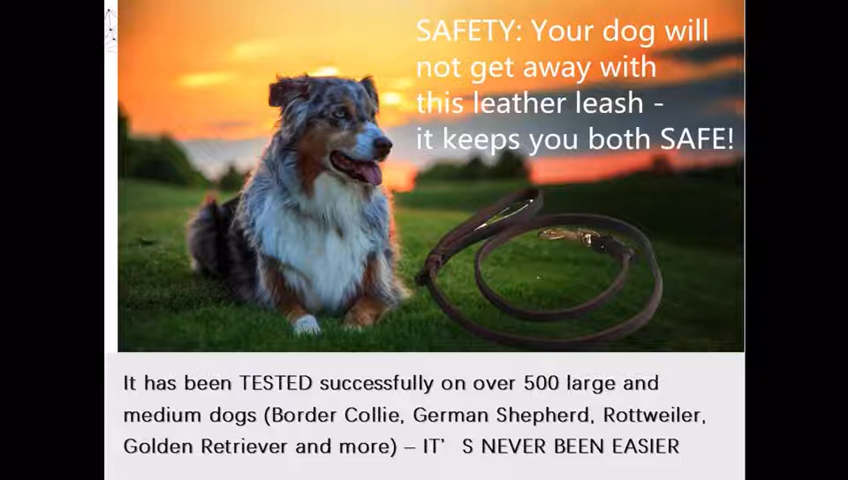 SAFETY: Your dog will
not get away with
this leather leash -
it keeps you both SAFE!
It has been TESTED successfully on over 500 large and
medium dogs (Border Collie, German Shepherd, Rottweiler,
Golden Retriever and more) – IT’S NEVER BEEN EASIER